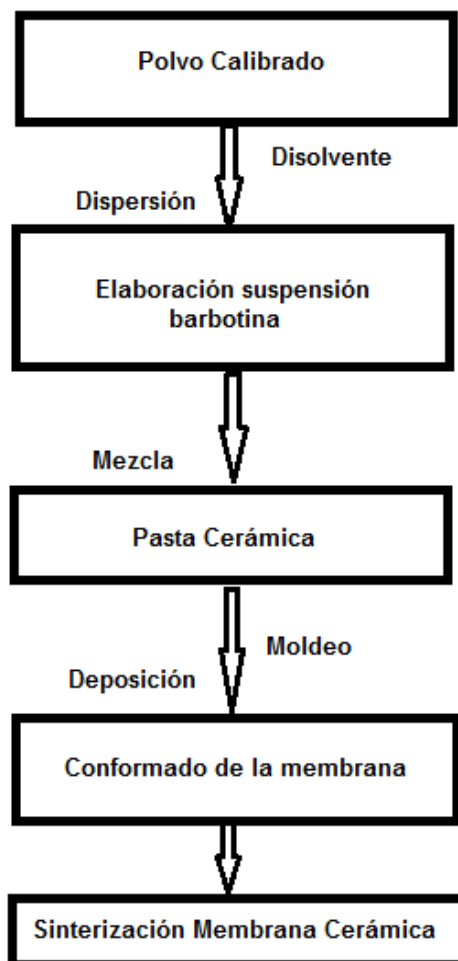 Polvo Calibrado
Disolvente
Dispersión
Elaboración suspensión
barbotina
Mezcla
Pasta Cerámica
Moldeo
Deposición
Conformado de la membrana
Sinterización Membrana Cerámica